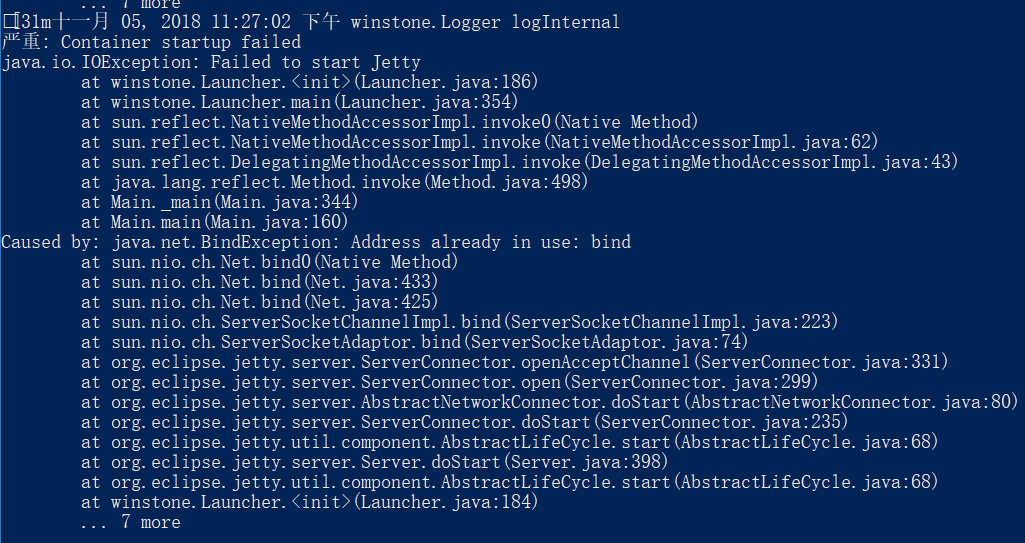 ... 7 more
[31m十一月 05, 2018 11:27:02 下午 winstone.Logger logInternal
严重: Container startup failed
java.io.IOException: Failed to start Jetty
at winstone.Launcher.<init>(Launcher.java:186)
at winstone.Launcher.main(Launcher.java:354)
at sun.reflect.NativeMethodAccessorImpl.invoke0(Native Method)
at sun.reflect.NativeMethodAccessorImpl.invoke(NativeMethodAccessorImpl.java:62)
at sun.reflect.DelegatingMethodAccessorImpl.invoke(DelegatingMethodAccessorImpl.java:43)
at java.lang.reflect.Method.invoke(Method.java:498)
at Main._main(Main.java:344)
at Main.main(Main.java:160)
Caused by: java.net.BindException: Address already in use: bind
at sun.nio.ch.Net.bind0(Native Method)
at sun.nio.ch.Net.bind(Net.java:433)
at sun.nio.ch.Net.bind(Net.java:425)
at sun.nio.ch.ServerSocketChannelImpl.bind(ServerSocketChannelImpl.java:223)
at sun.nio.ch.ServerSocketAdaptor.bind(ServerSocketAdaptor.java:74)
at org.eclipse.jetty.server.ServerConnector.openAcceptChannel(ServerConnector.java:331)
at org.eclipse.jetty.server.ServerConnector.open(ServerConnector.java:299)
at org.eclipse.jetty.server.AbstractNetworkConnector.doStart(AbstractNetworkConnector.java:80)
at org.eclipse.jetty.server.ServerConnector.doStart(ServerConnector.java:235)
at org.eclipse.jetty.util.component.AbstractLifeCycle.start(AbstractLifeCycle.java:68)
at org.eclipse.jetty.server.Server.doStart(Server.java:398)
at org.eclipse.jetty.util.component.AbstractLifeCycle.start(AbstractLifeCycle.java:68)
at winstone.Launcher.<init>(Launcher.java:184)
... 7 more